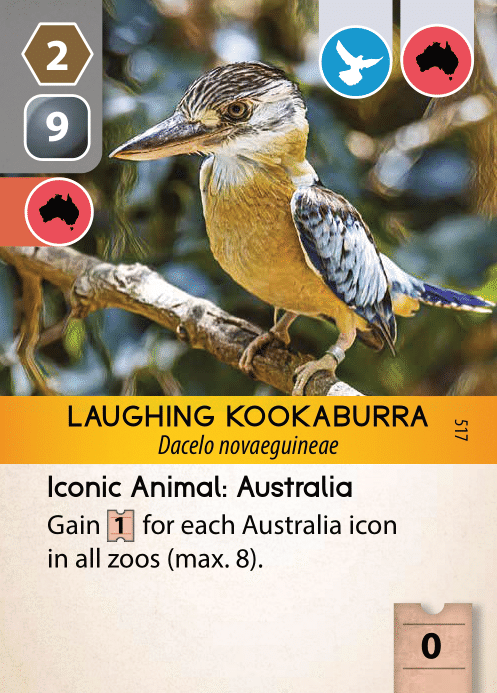 2
9
LAUGHING KOOKABURRA
Dacelo novaeguineae
517
Iconic Animal: Australia
Gain 1 for each Australia icon
in all zoos (max. 8).
0